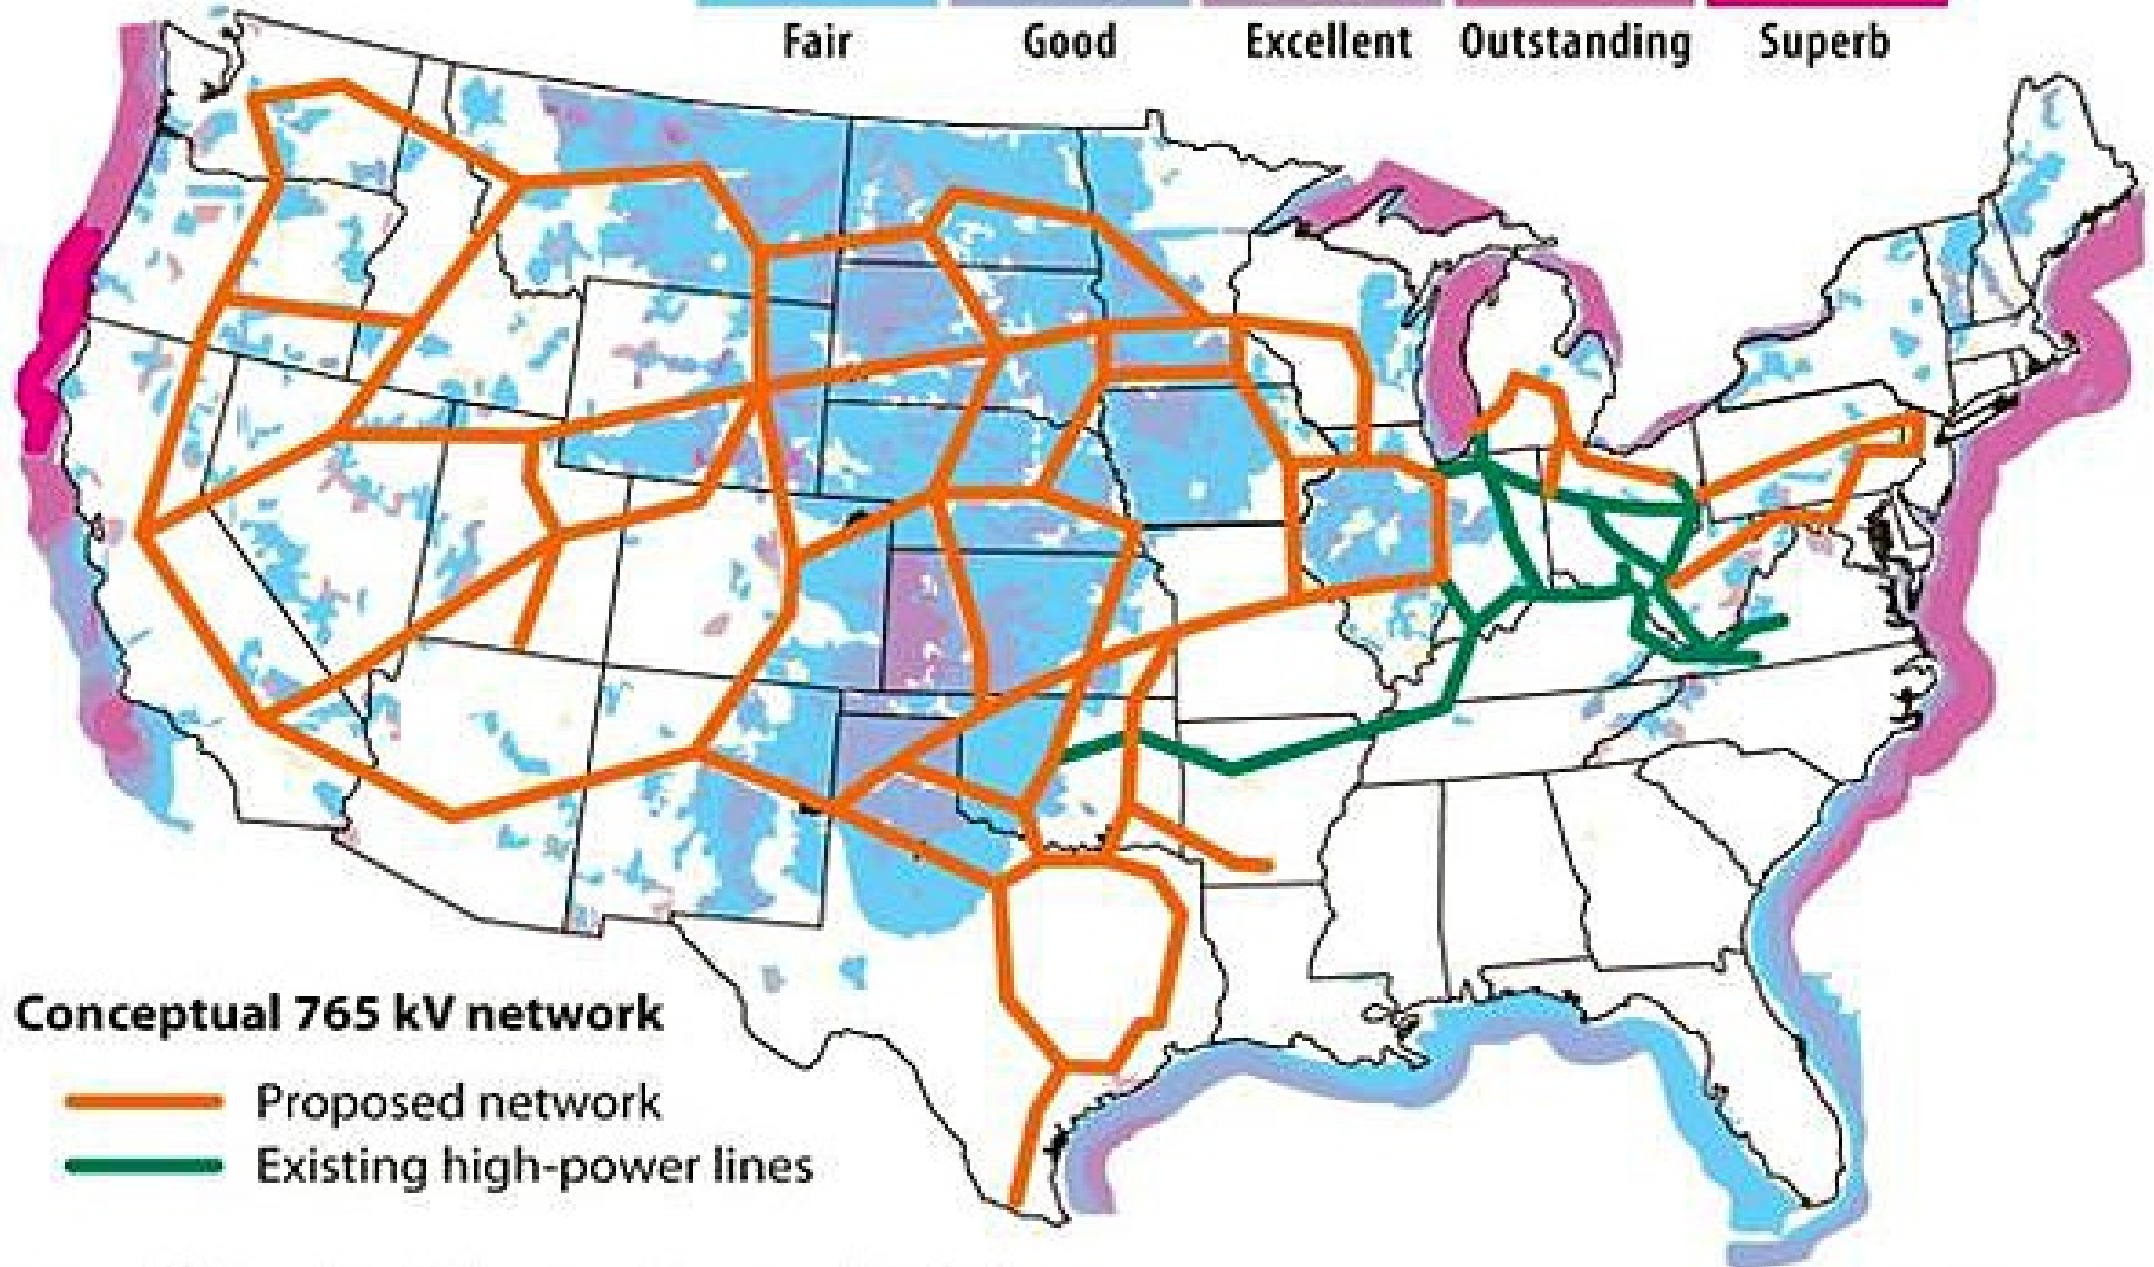 Fair Good Excellent Outstanding Superb
Conceptual 765 kV network
Proposed network
Existing high-power lines